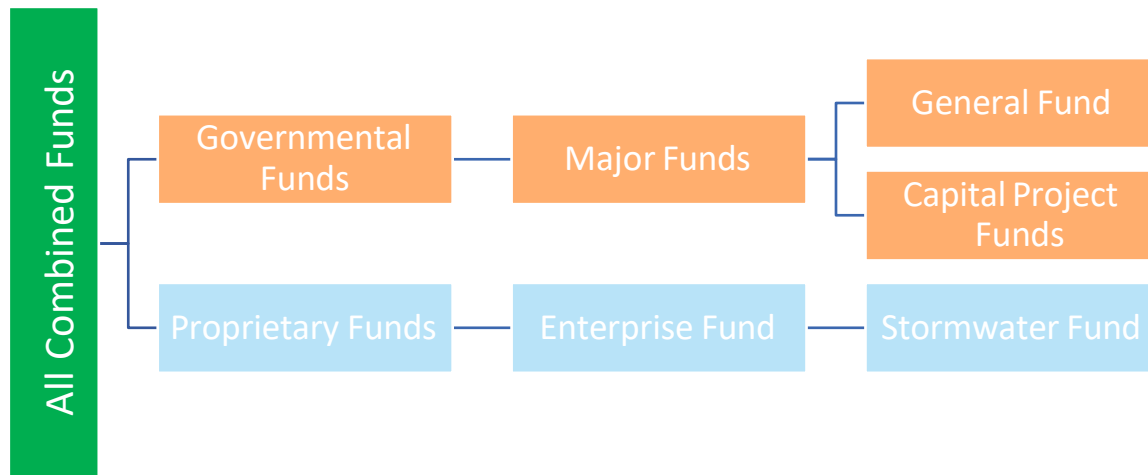 All Combined Funds
Governmental
Funds
Major Funds
General Fund
Capital Project
Funds
Proprietary Funds
Enterprise Fund
Stormwater Fund